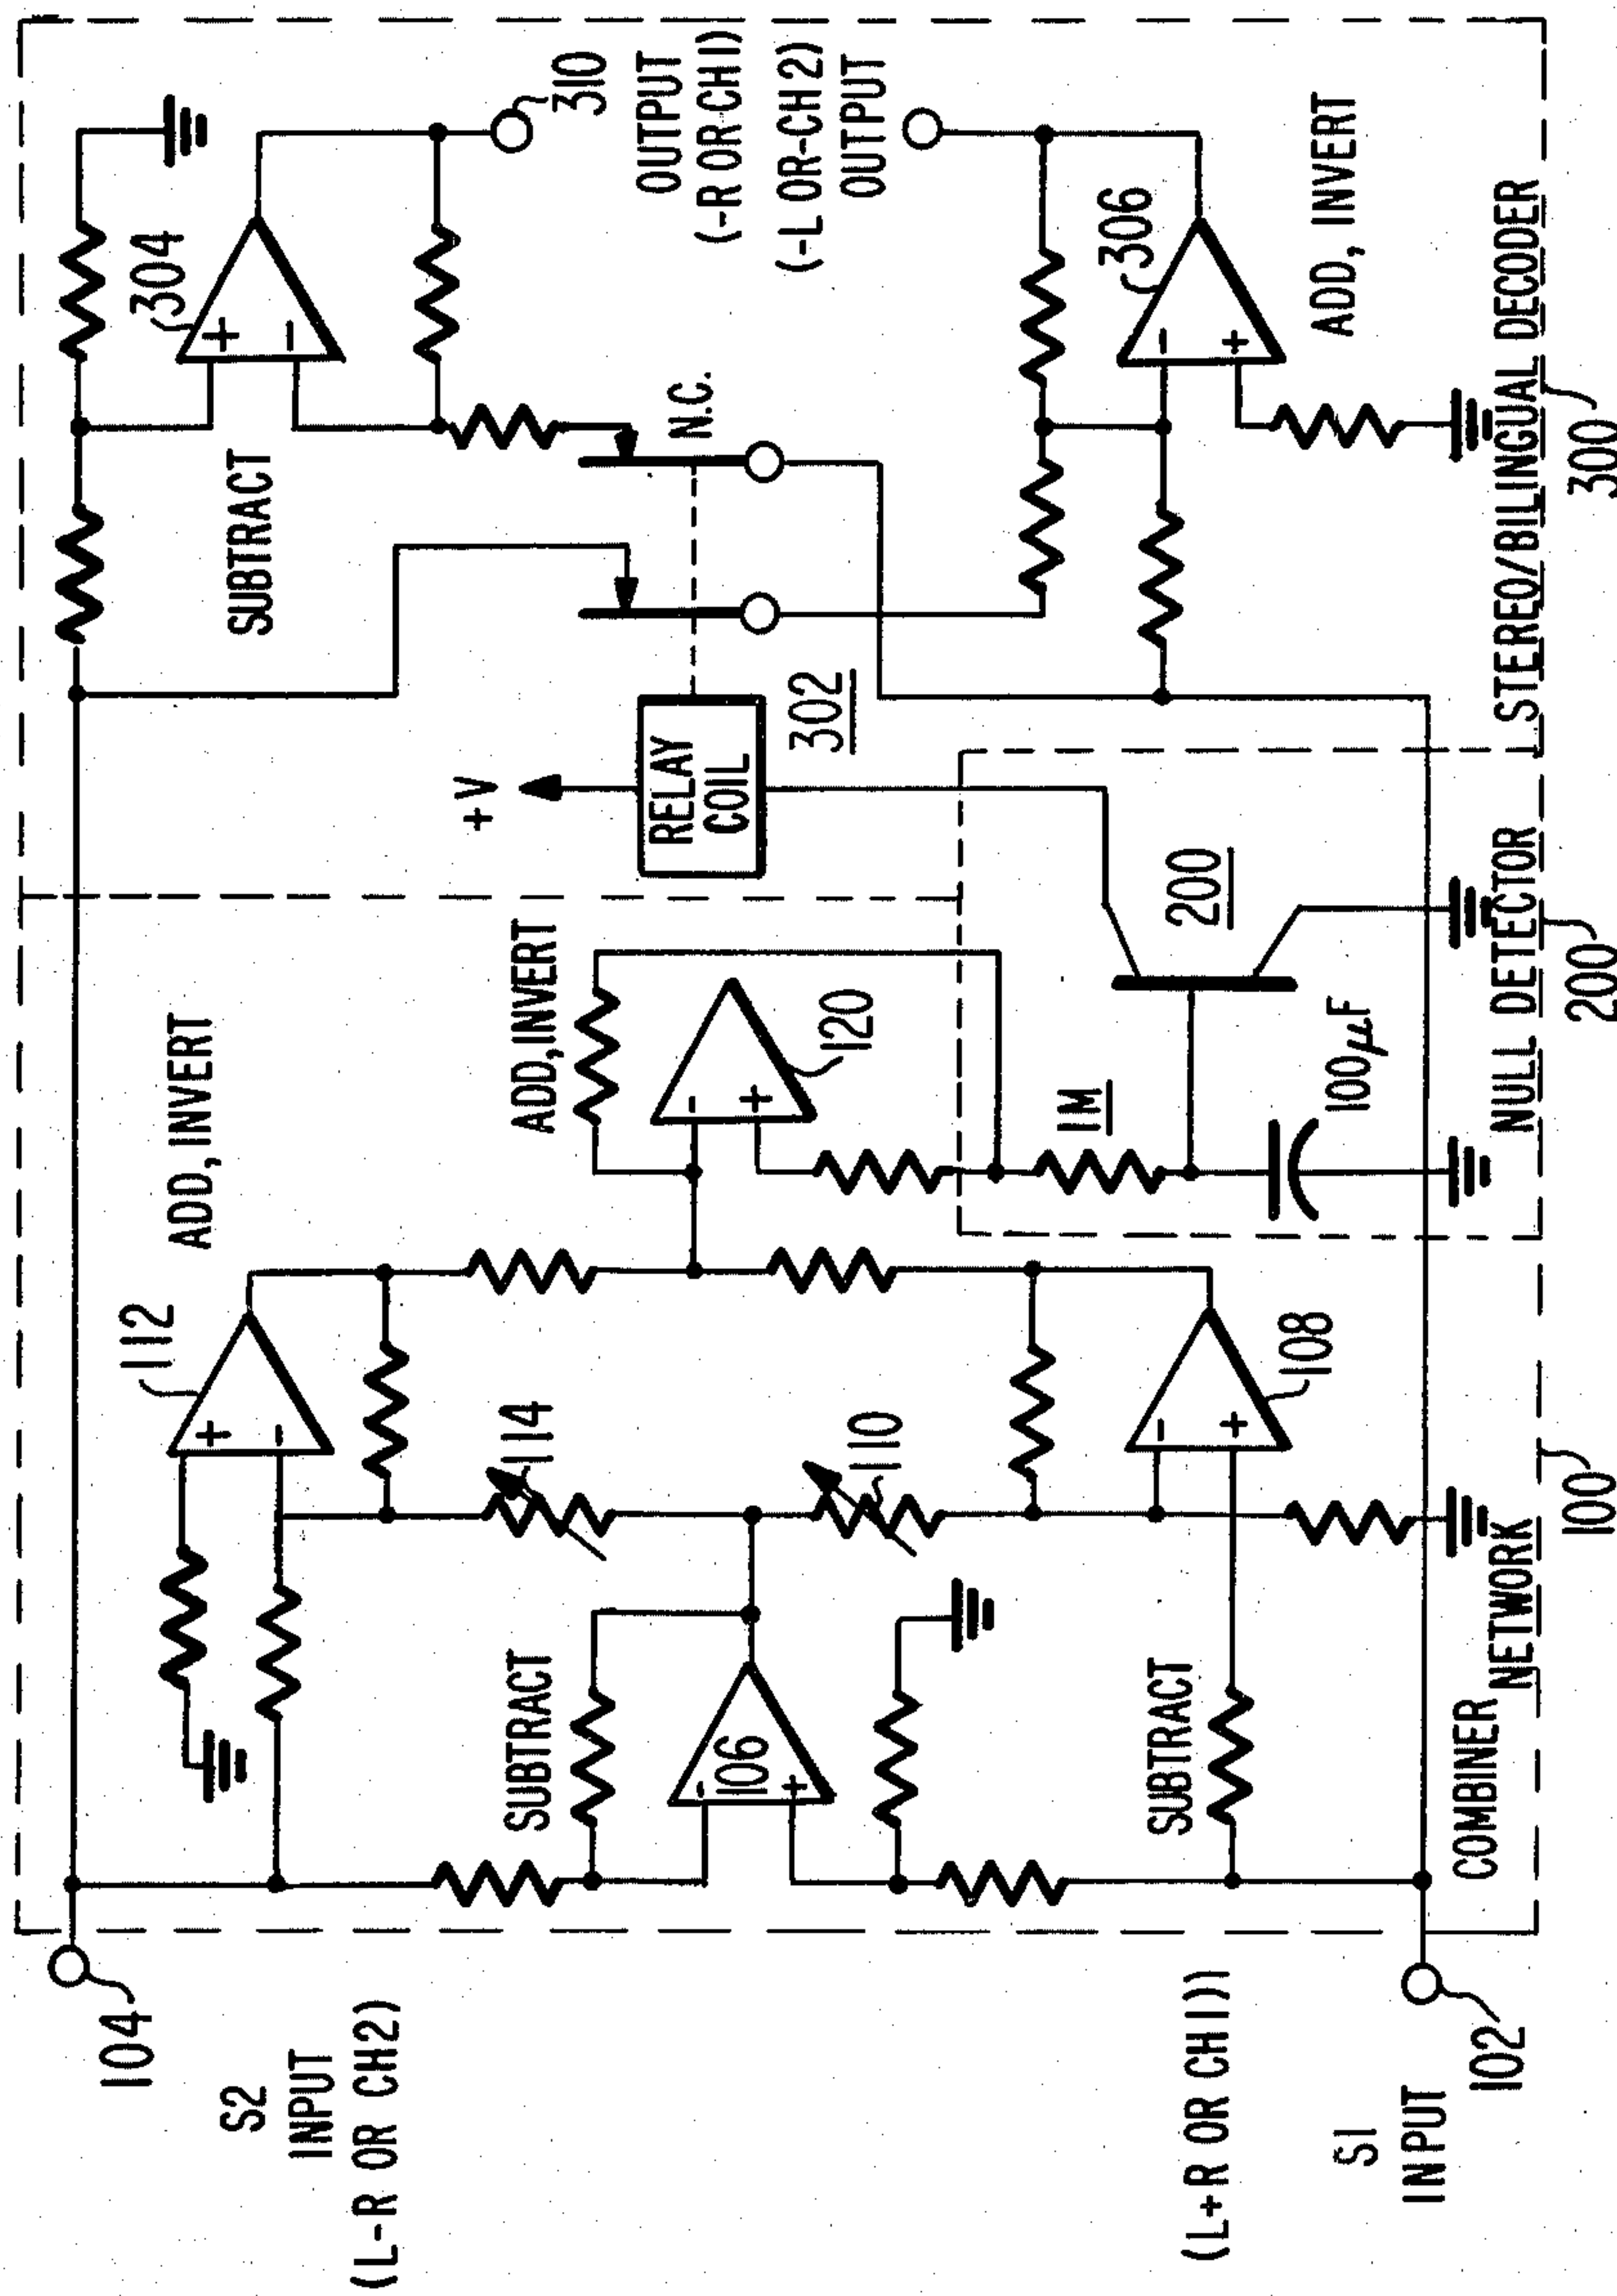 104
S2
INPUT
(L-R OR CH2)
(L+R OR CH1))
S1
INPUT
102
112
ADD, INVERT
+
-
SUBTRACT
106
-
+
114
110
SUBTRACT
-
+
108
COMBINER
NETWORK
100
ADD, INVERT
-
+
120
1M
100µF
200
NULL DETECTOR
200
+V
RELAY
COIL
302
SUBTRACT
304
+
-
N.C.
310
OUTPUT
(-R OR CH1)
(-L OR-CH2)
OUTPUT
306
-
+
ADD, INVERT
STEREO/BILINGUAL DECODER
300